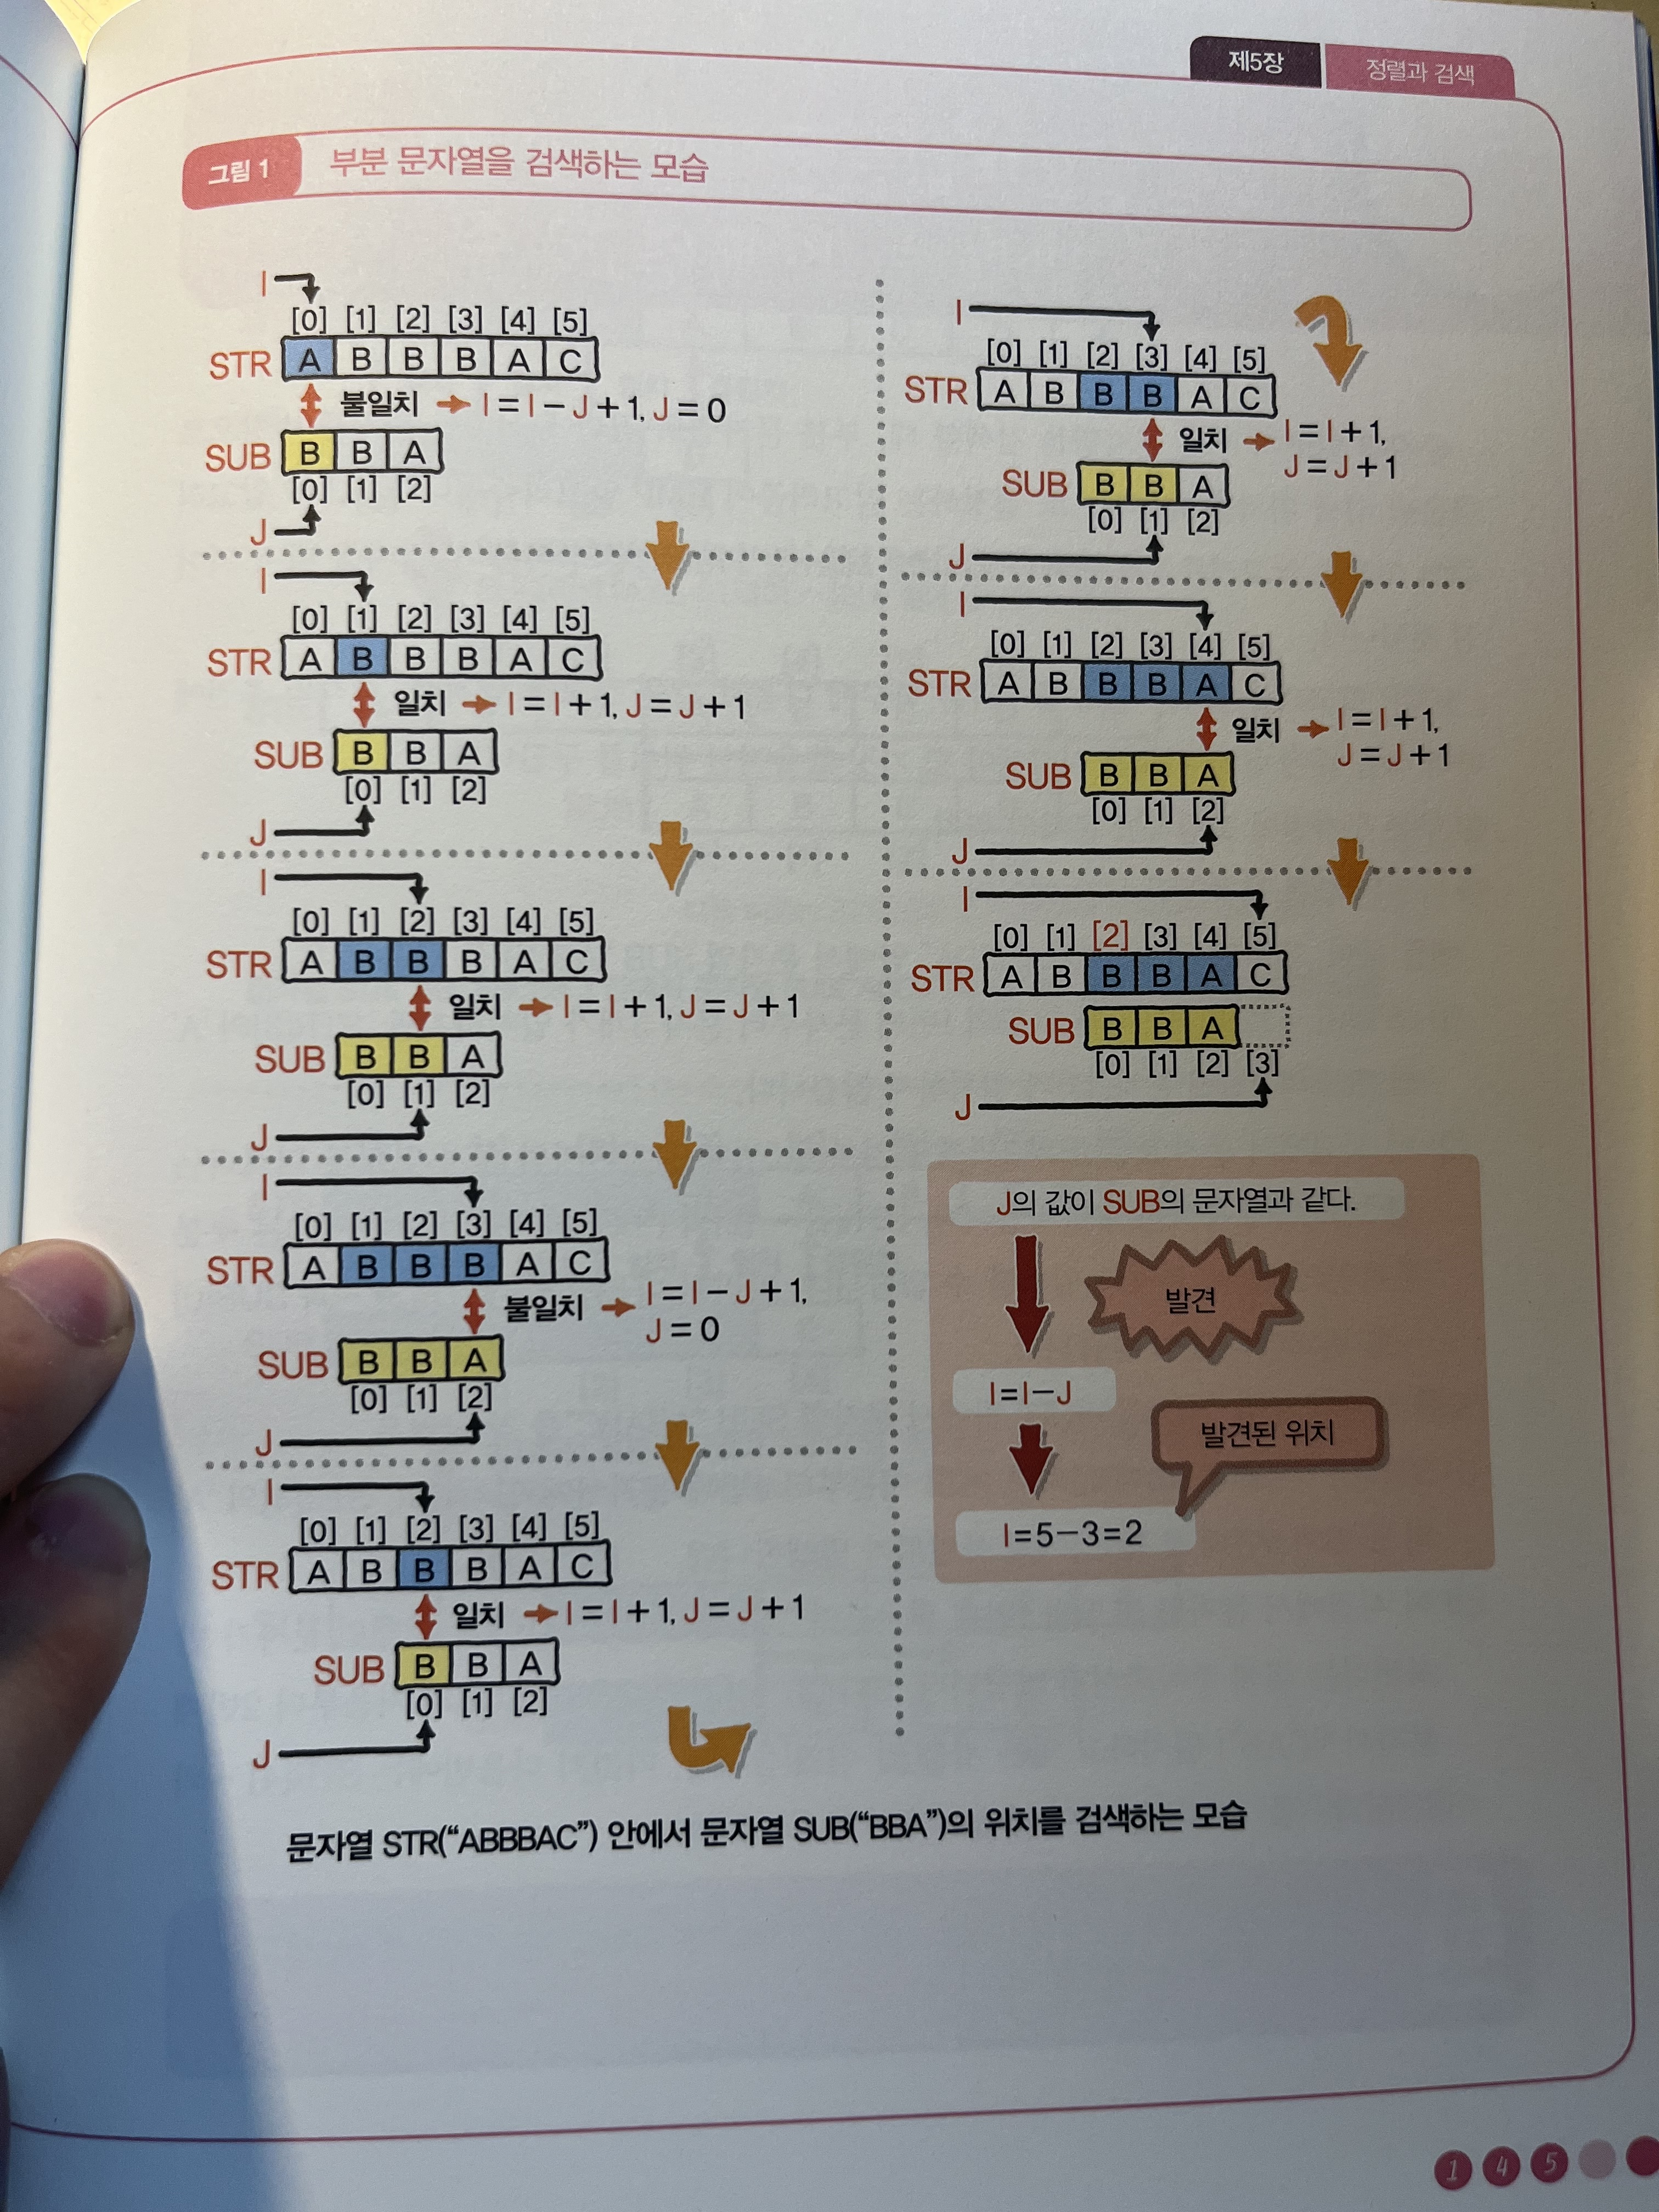 제5장 정렬과 검색
그림 1 부분 문자열을 검색하는 모습
I
[0] [1] [2] [3] [4] [5]
STR A B B B A C
불일치 I=I-J+1, J=0
SUB B B A
[0] [1] [2]
J
I
[0] [1] [2] [3] [4] [5]
STR A B B B A C
일치 I=I+1, J=J+1
SUB B B A
[0] [1] [2]
J
I
[0] [1] [2] [3] [4] [5]
STR A B B B A C
일치 I=I+1, J=J+1
SUB B B A
[0] [1] [2]
J
I
[0] [1] [2] [3] [4] [5]
STR A B B B A C
불일치 I=I-J+1,
J=0
SUB B B A
[0] [1] [2]
J
I
[0] [1] [2] [3] [4] [5]
STR A B B B A C
일치 I=I+1, J=J+1
SUB B B A
[0] [1] [2]
J
I
[0] [1] [2] [3] [4] [5]
STR A B B B A C
일치 I=I+1,
J=J+1
SUB B B A
[0] [1] [2]
J
I
[0] [1] [2] [3] [4] [5]
STR A B B B A C
일치 I=I+1,
J=J+1
SUB B B A
[0] [1] [2]
J
I
[0] [1] [2] [3] [4] [5]
STR A B B B A C
SUB B B A
[0] [1] [2] [3]
J
J의 값이 SUB의 문자열과 같다.
발견
I=I-J
발견된 위치
I=5-3=2
문자열 STR(“ABBBAC”) 안에서 문자열 SUB(“BBA”)의 위치를 검색하는 모습
1 4 5